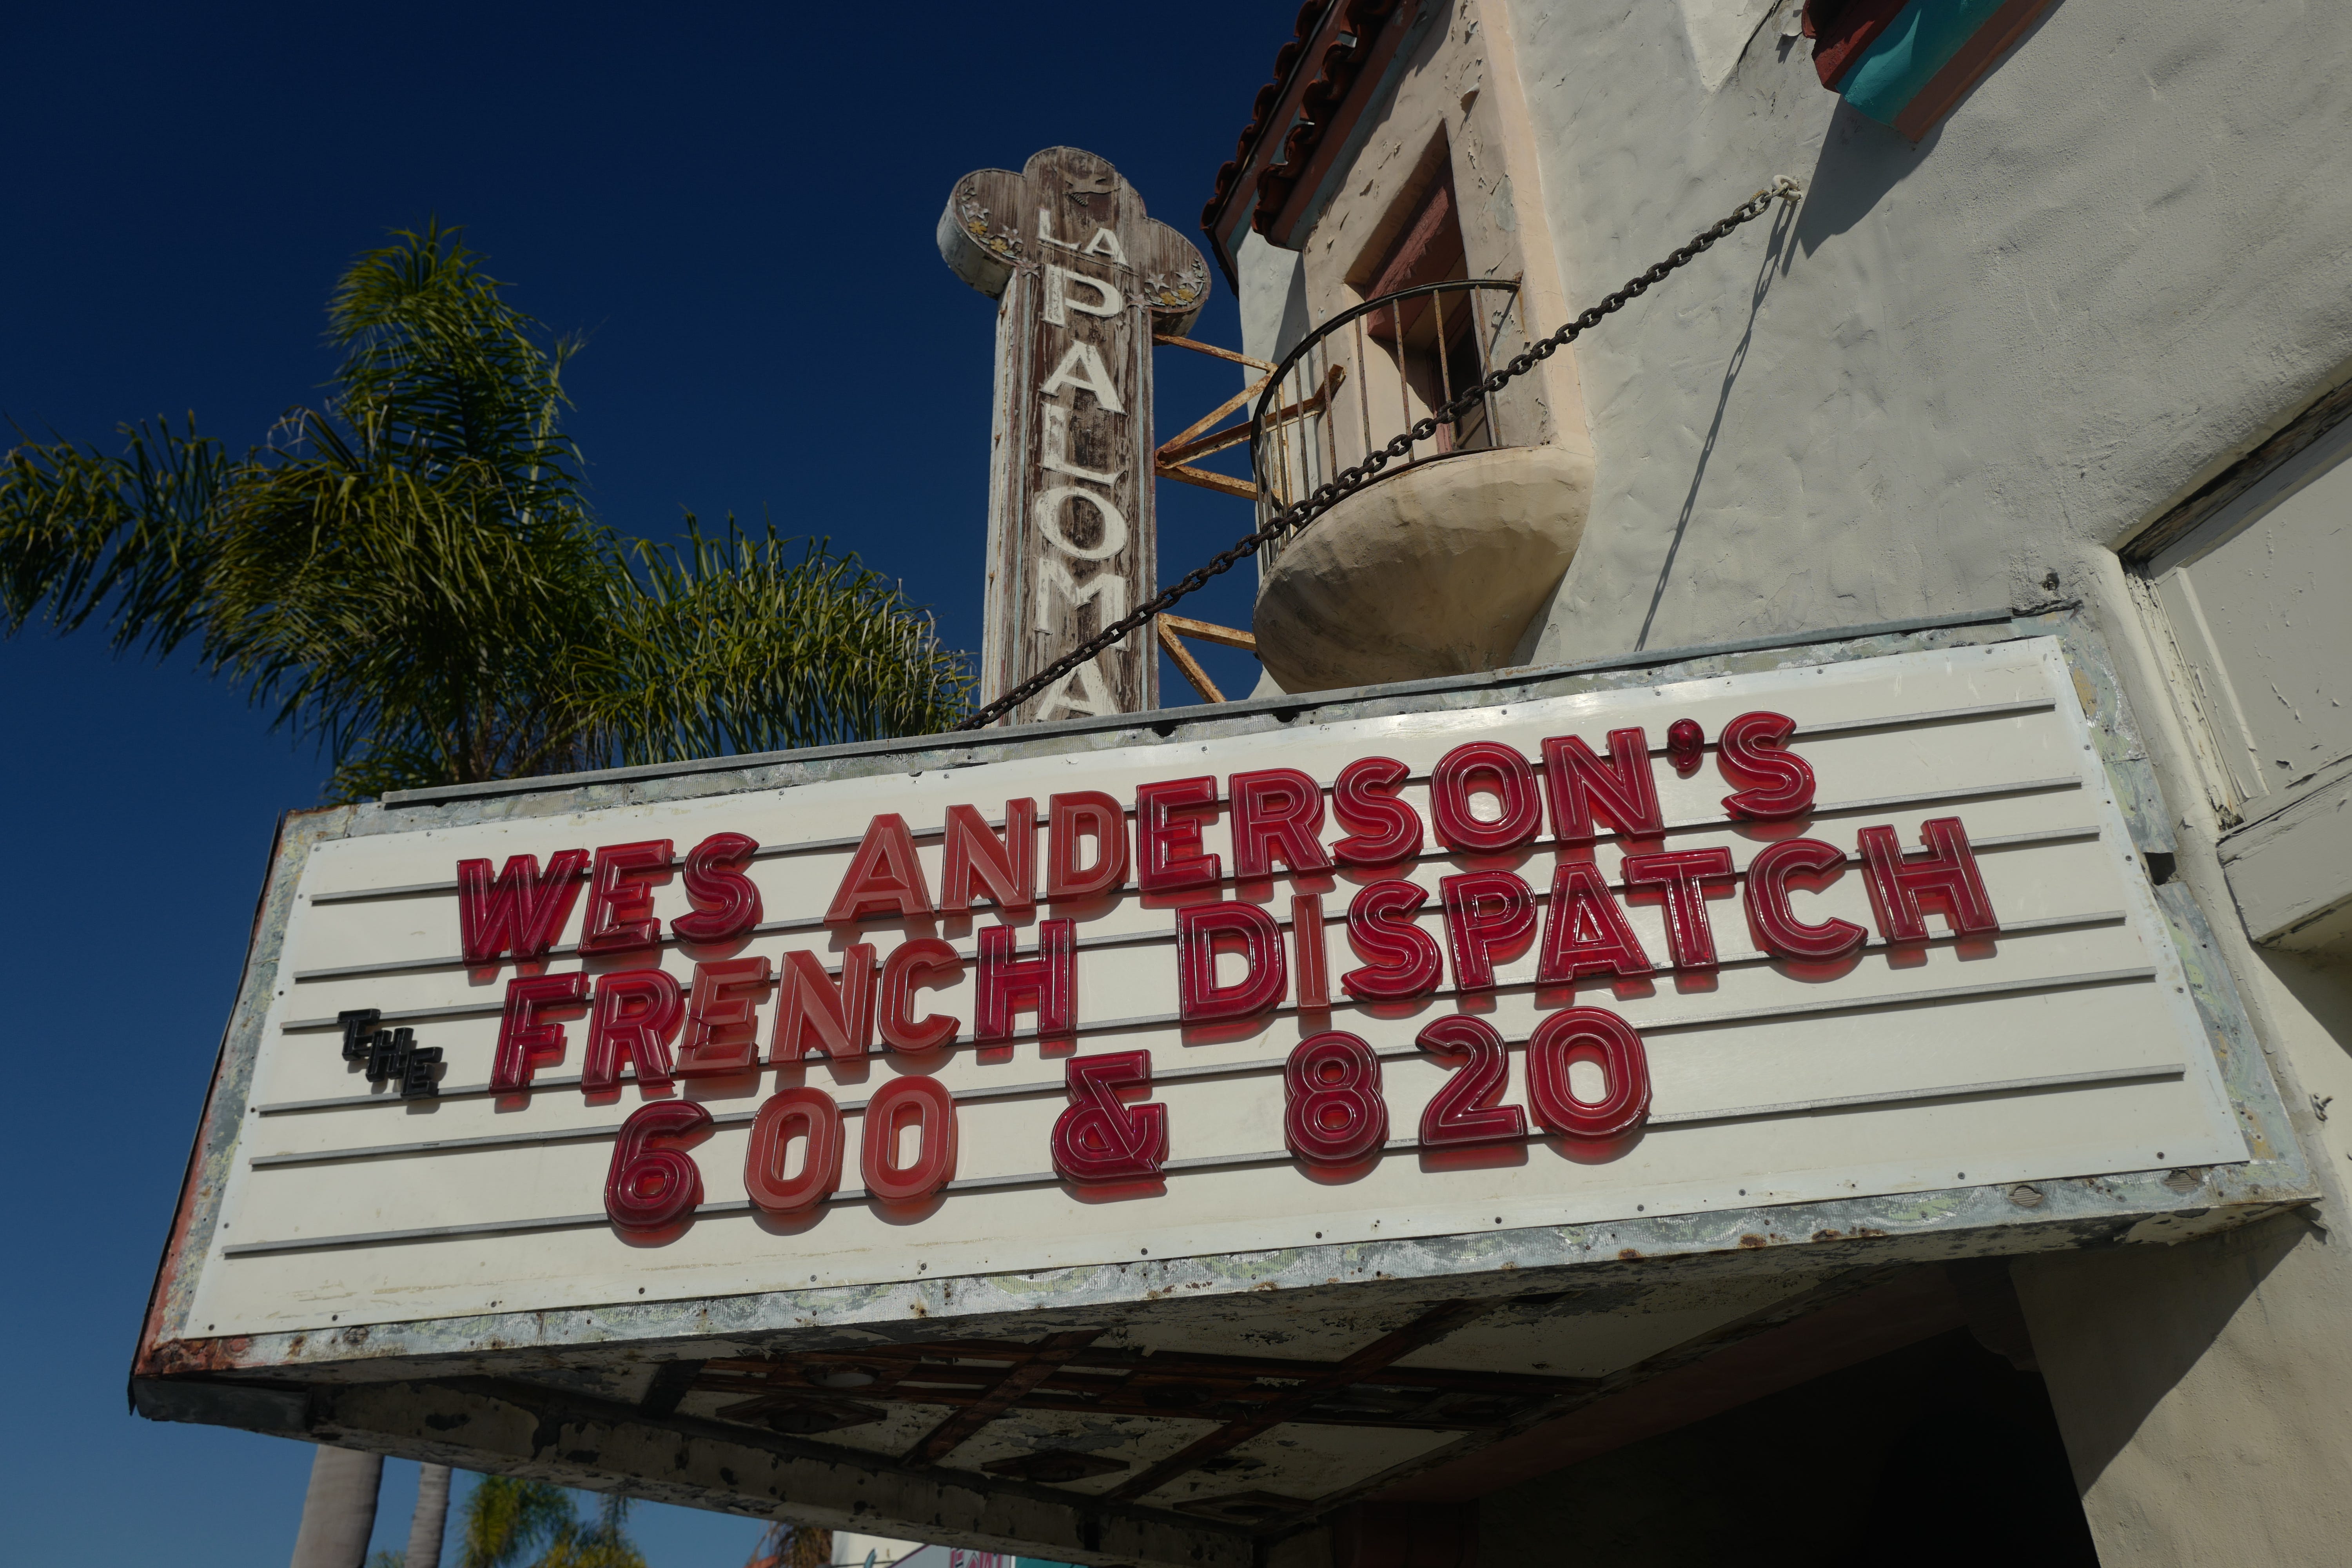 LA
PALOMA
WES ANDERSON'S
THE FRENCH DISPATCH
600 & 820